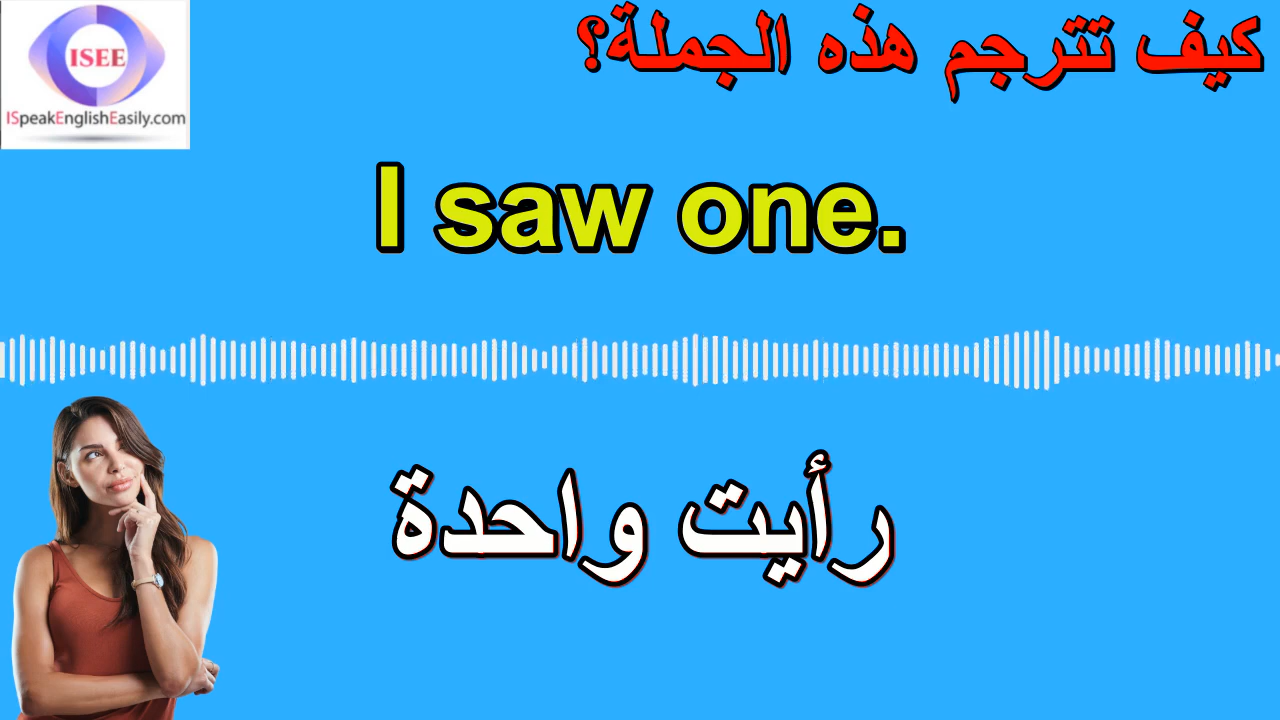 كيف تترجم هذه الجملة؟
ISEE
ISpeakEnglishEasily.com
I saw one.
رأيت واحدة